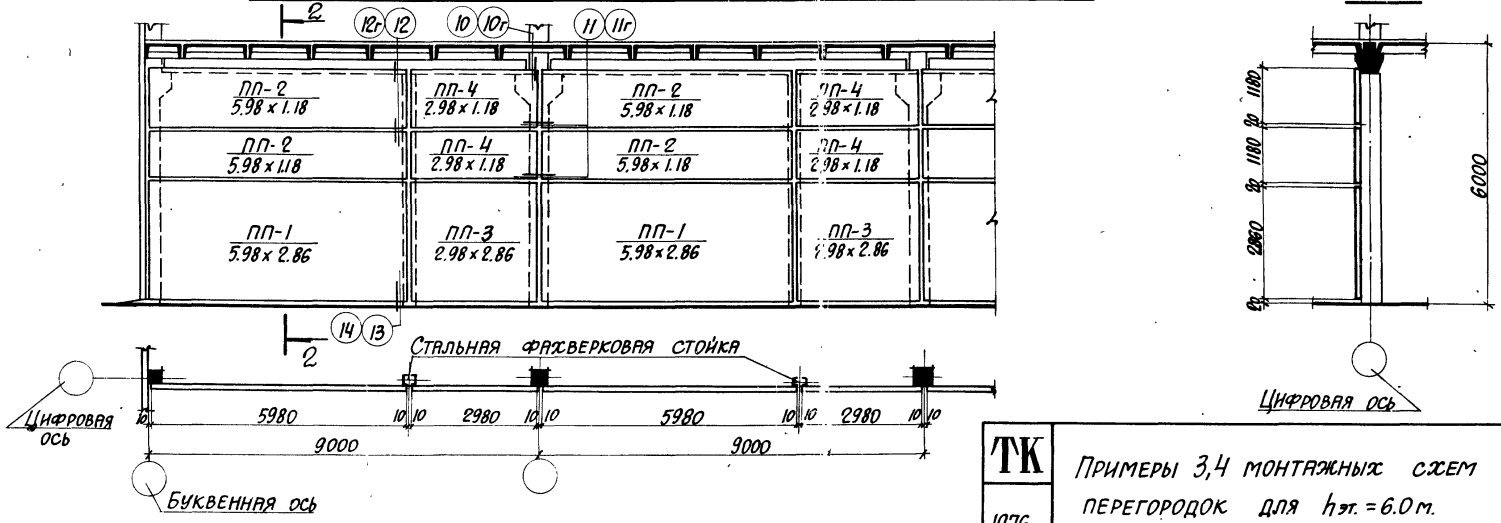 2
12г 12 10 10г 11 11г
ПП-2 ПП-4 ПП-2 ПП-4
5.98 x 1.18 2.98 x 1.18 5.98 x 1.18 2.98 x 1.18
ПП-2 ПП-4 ПП-2 ПП-4
5.98 x 1.18 2.98 x 1.18 5.98 x 1.18 2.98 x 1.18
ПП-1 ПП-3 ПП-1 ПП-3
5.98 x 2.86 2.98 x 2.86 5.98 x 2.86 2.98 x 2.86
14 13
2
СТАЛЬНАЯ ФАХВЕРКОВАЯ СТОЙКА
ЦИФРОВАЯ
ОСЬ
10 5980 10 10 2980 10 10 5980 10 10 2980 10 10
9000 9000
БУКВЕННАЯ ОСЬ
1180
20
1180
20
2860
20
6000
ЦИФРОВАЯ ОСЬ
ТК
ПРИМЕРЫ 3,4 МОНТАЖНЫХ СХЕМ
ПЕРЕГОРОДОК ДЛЯ hэт.=6.0м.